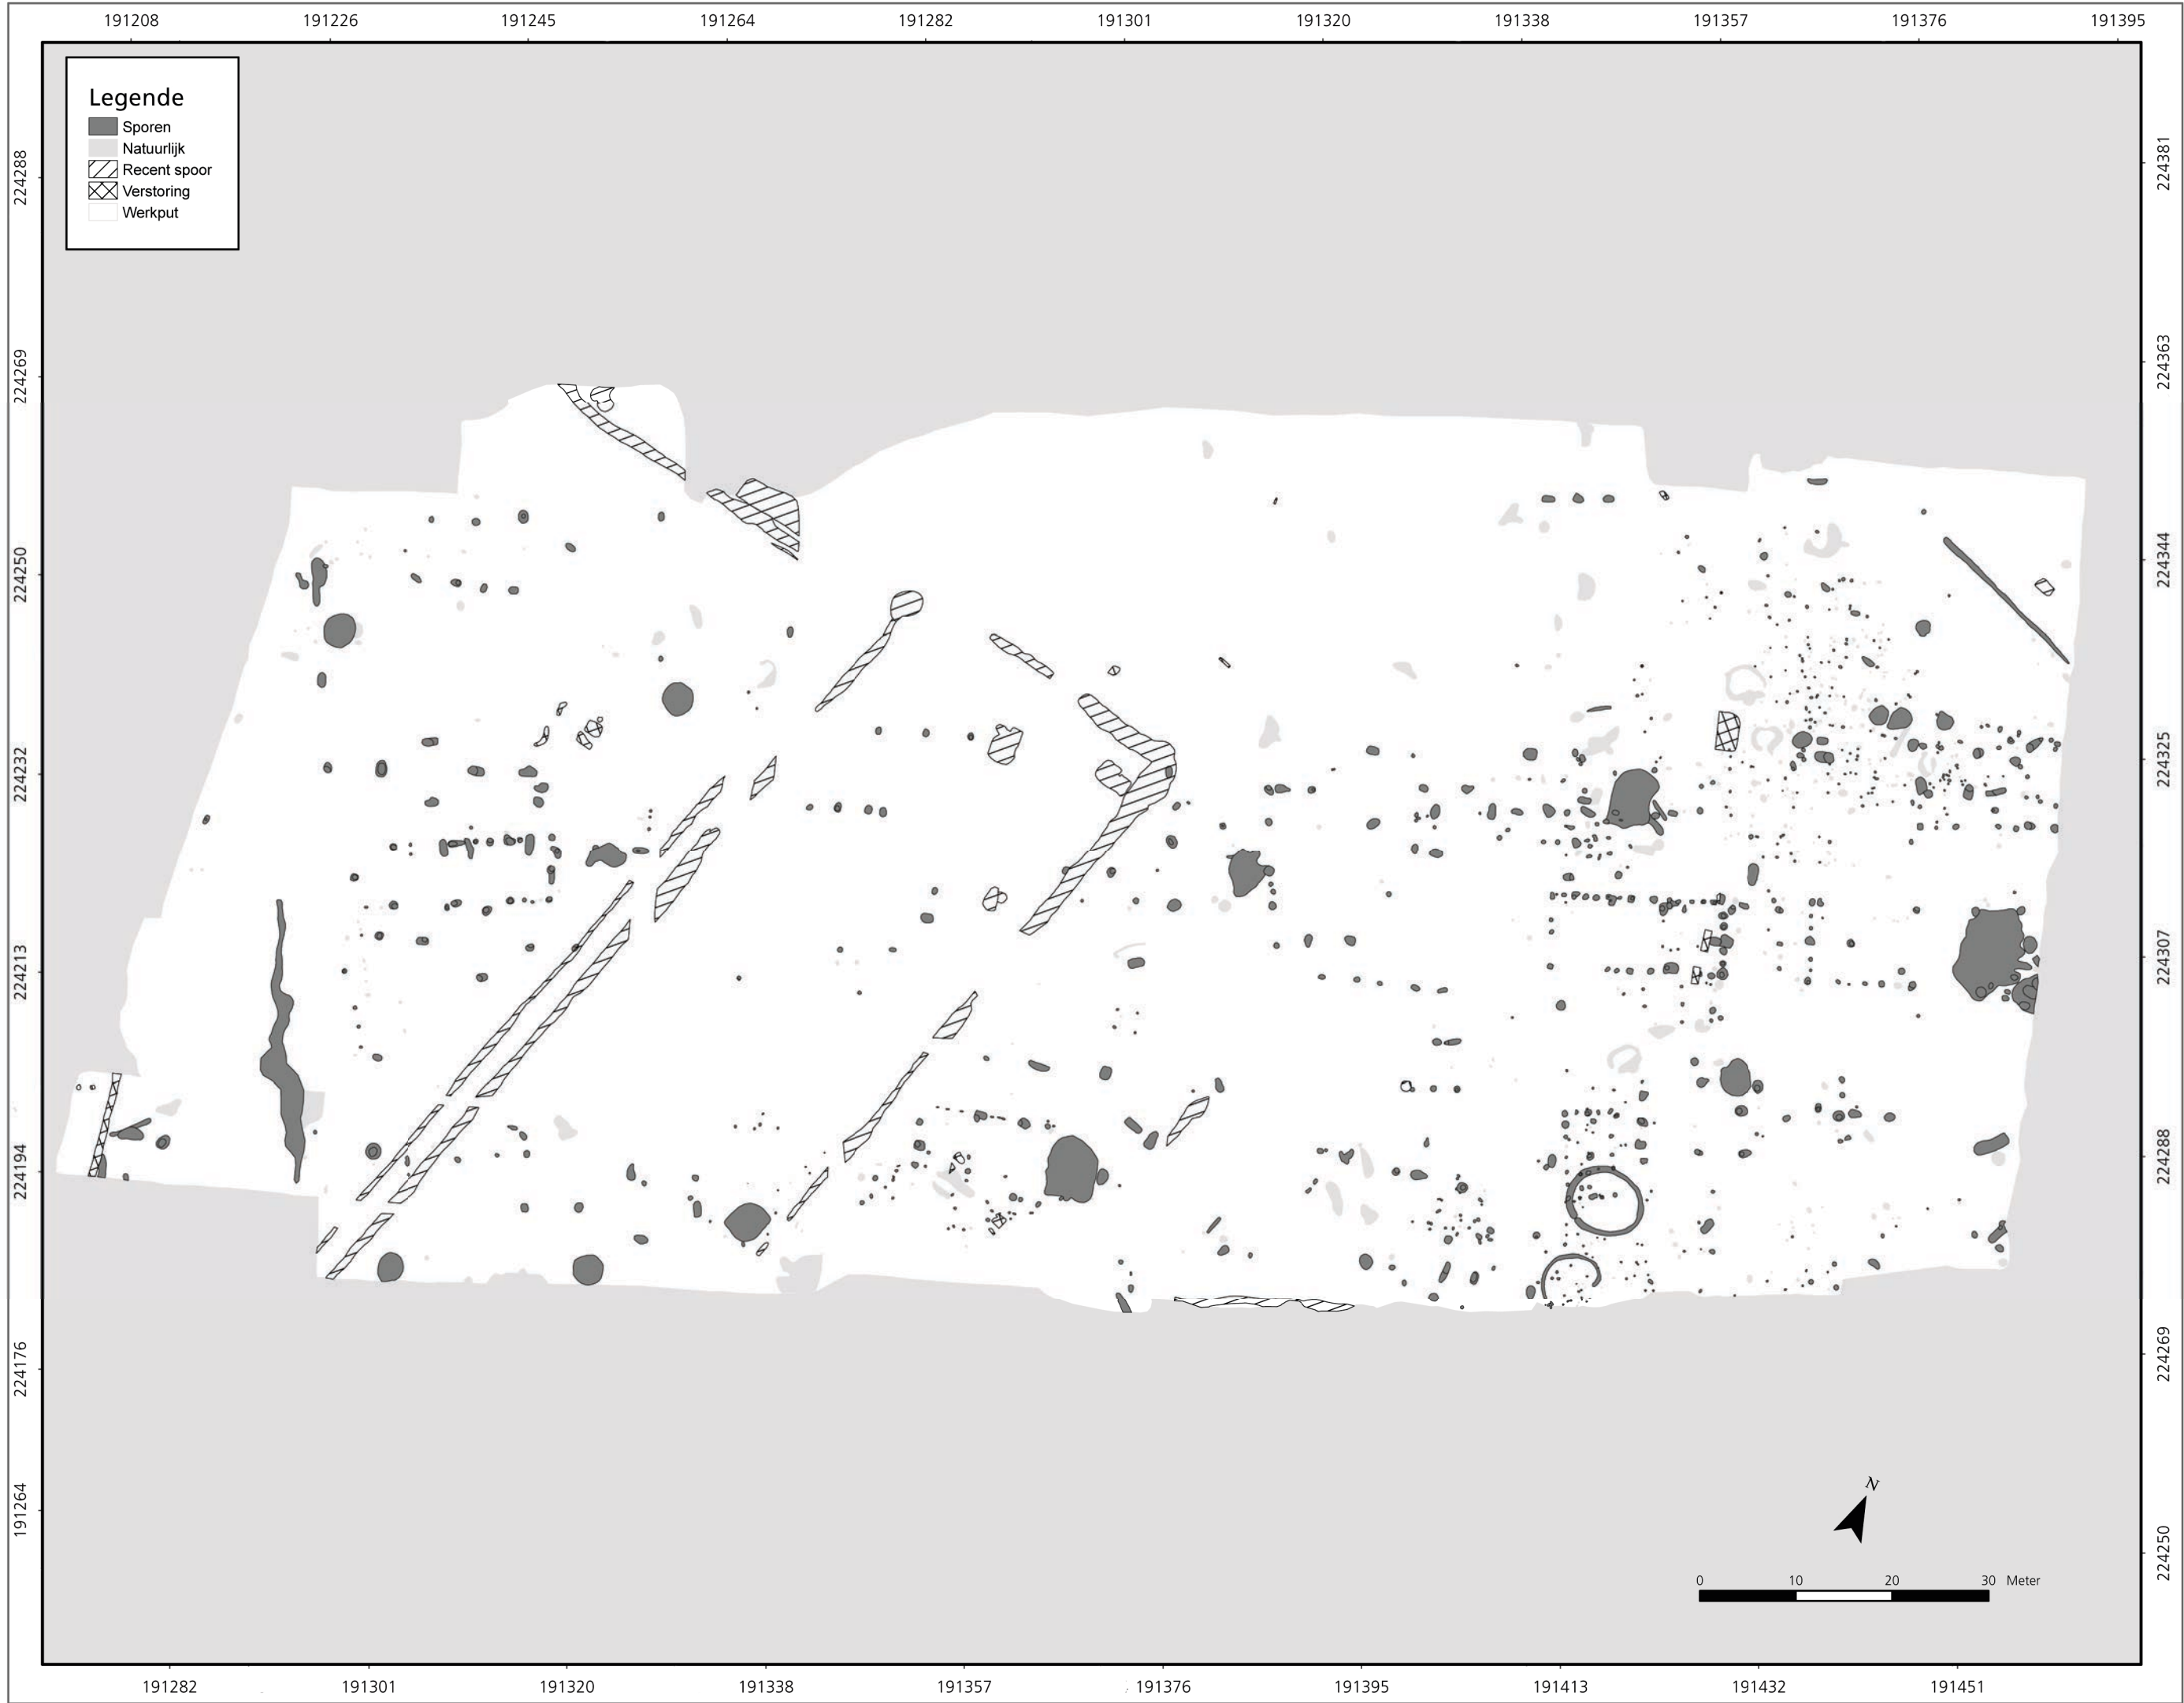 191208 191226 191245 191264 191282 191301 191320 191338 191357 191376 191395
Legende
Sporen
Natuurlijk
Recent spoor
Verstoring
Werkput
224288
224269
224250
224232
224213
224194
224176
191264
224381
224363
224344
224325
224307
224288
224269
224250
N
0 10 20 30 Meter
191282 191301 191320 191338 191357 191376 191395 191413 191432 191451